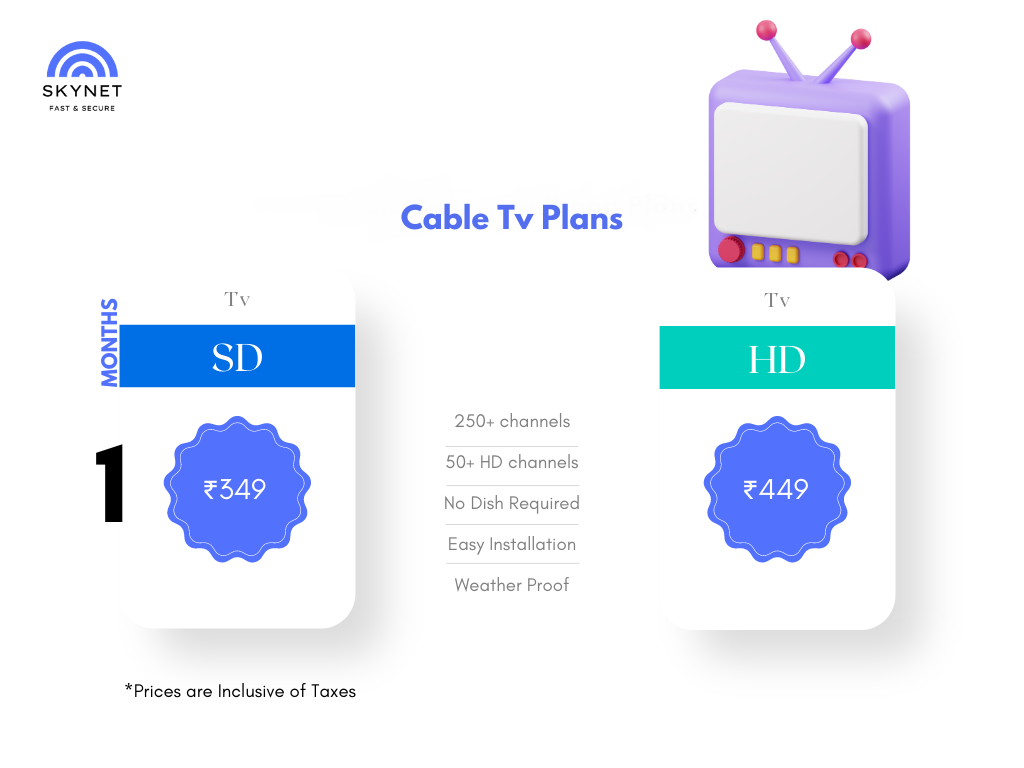 SKYNET
FAST & SECURE
Cable Tv Plans
MONTHS
1
Tv
SD
₹349
250+ channels
50+ HD channels
No Dish Required
Easy Installation
Weather Proof
Tv
HD
₹449
*Prices are Inclusive of Taxes